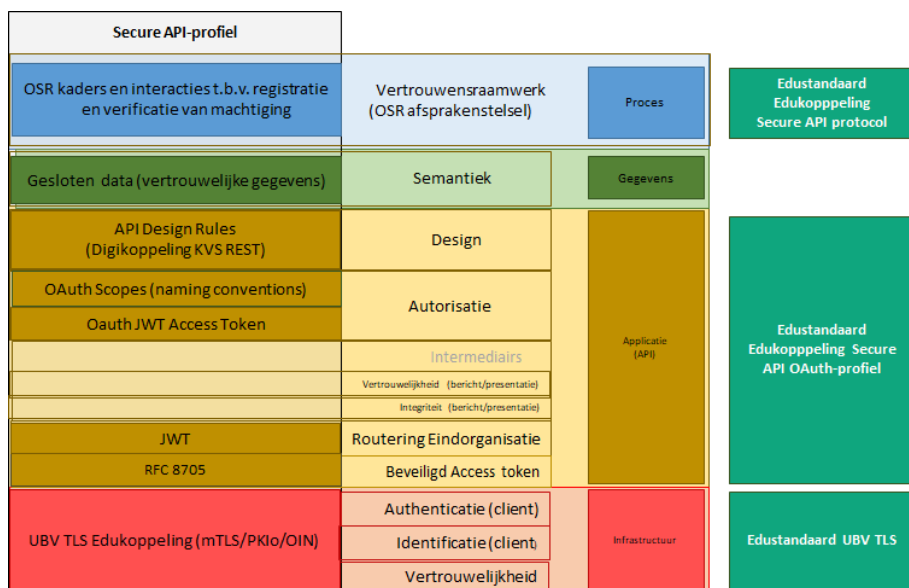 Secure API-profiel
OSR kaders en interacties t.b.v. registratie
en verificatie van machtiging
Vertrouwensraamwerk
(OSR afsprakenstelsel)
Proces
Edustandaard
Edukopppeling
Secure API protocol
Gesloten data (vertrouwelijke gegevens)
Semantiek
Gegevens
API Design Rules
(Digikoppeling KVS REST)
Design
OAuth Scopes (naming conventions)
Autorisatie
Oauth JWT Access Token
Applicatie
(API)
Edustandaard
Edukopppeling Secure
API OAuth-profiel
Intermediairs
Vertrouwelijkheid (bericht/presentatie)
Integriteit (bericht/presentatie)
JWT
Routering Eindorganisatie
RFC 8705
Beveiligd Access token
UBV TLS Edukoppeling (mTLS/PKIo/OIN)
Authenticatie (client)
Identificatie (client)
Vertrouwelijkheid
Infrastructuur
Edustandaard UBV TLS